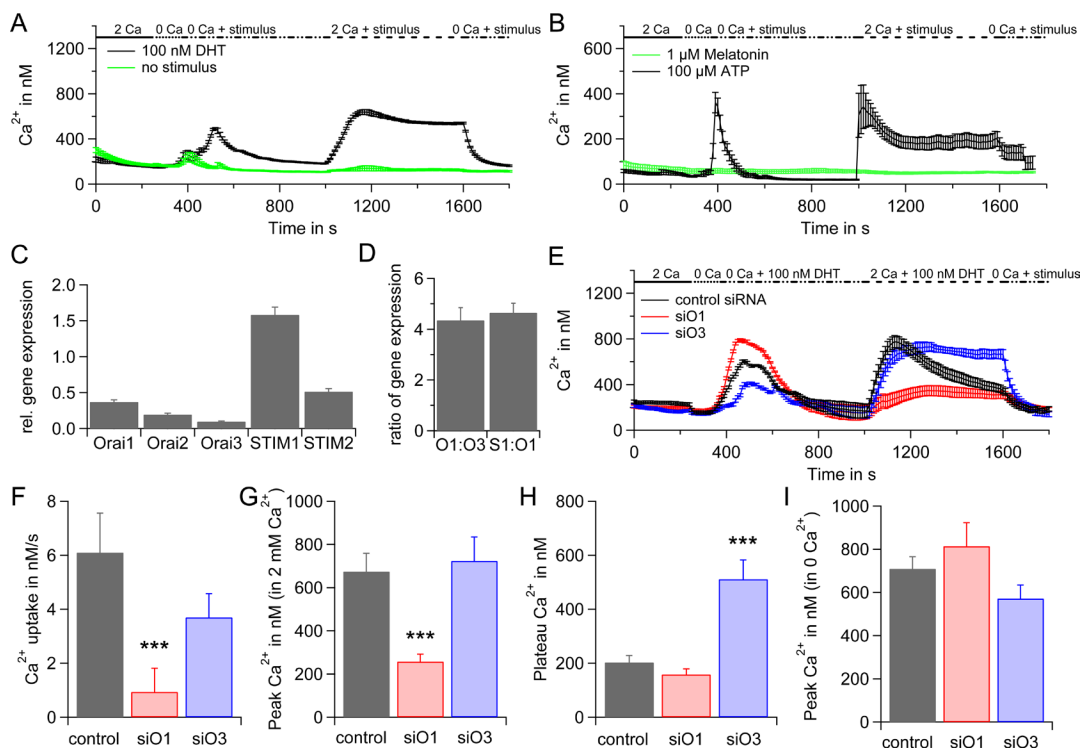 A
2 Ca 0 Ca 0 Ca + stimulus 2 Ca + stimulus 0 Ca + stimulus
1300
900
600
400
0
Ca2+ in nM
100 nM DHT
no stimulus
0 400 800 1200 1600
Time in s
B
2 Ca 0 Ca 0 Ca + stimulus 2 Ca + stimulus 0 Ca + stimulus
600
400
200
0
Ca2+ in nM
1 µM Melatonin
100 µM ATP
0 400 800 1200 1600
Time in s
C
2.0
1.5
1.0
0.5
0.0
rel. gene expression
Orai1 Orai2 Orai3 STIM1 STIM2
D
6
4
2
0
ratio of gene expression
O1:O3 S1:O1
E
2 Ca 0 Ca 0 Ca + 100 nM DHT 2 Ca + 100 nM DHT 0 Ca + stimulus
1200
800
400
0
Ca2+ in nM
control siRNA
siO1
siO3
0 400 800 1200 1600
Time in s
F
8
6
4
2
0
Ca2+ uptake in nM/s
***
control siO1 siO3
G
1000
800
600
400
200
0
Peak Ca2+ in nM (in 2 mM Ca2+)
***
control siO1 siO3
H
800
600
400
200
0
Plateau Ca2+ in nM
***
control siO1 siO3
I
1000
800
600
400
200
0
Peak Ca2+ in nM (in 0 Ca2+)
control siO1 siO3